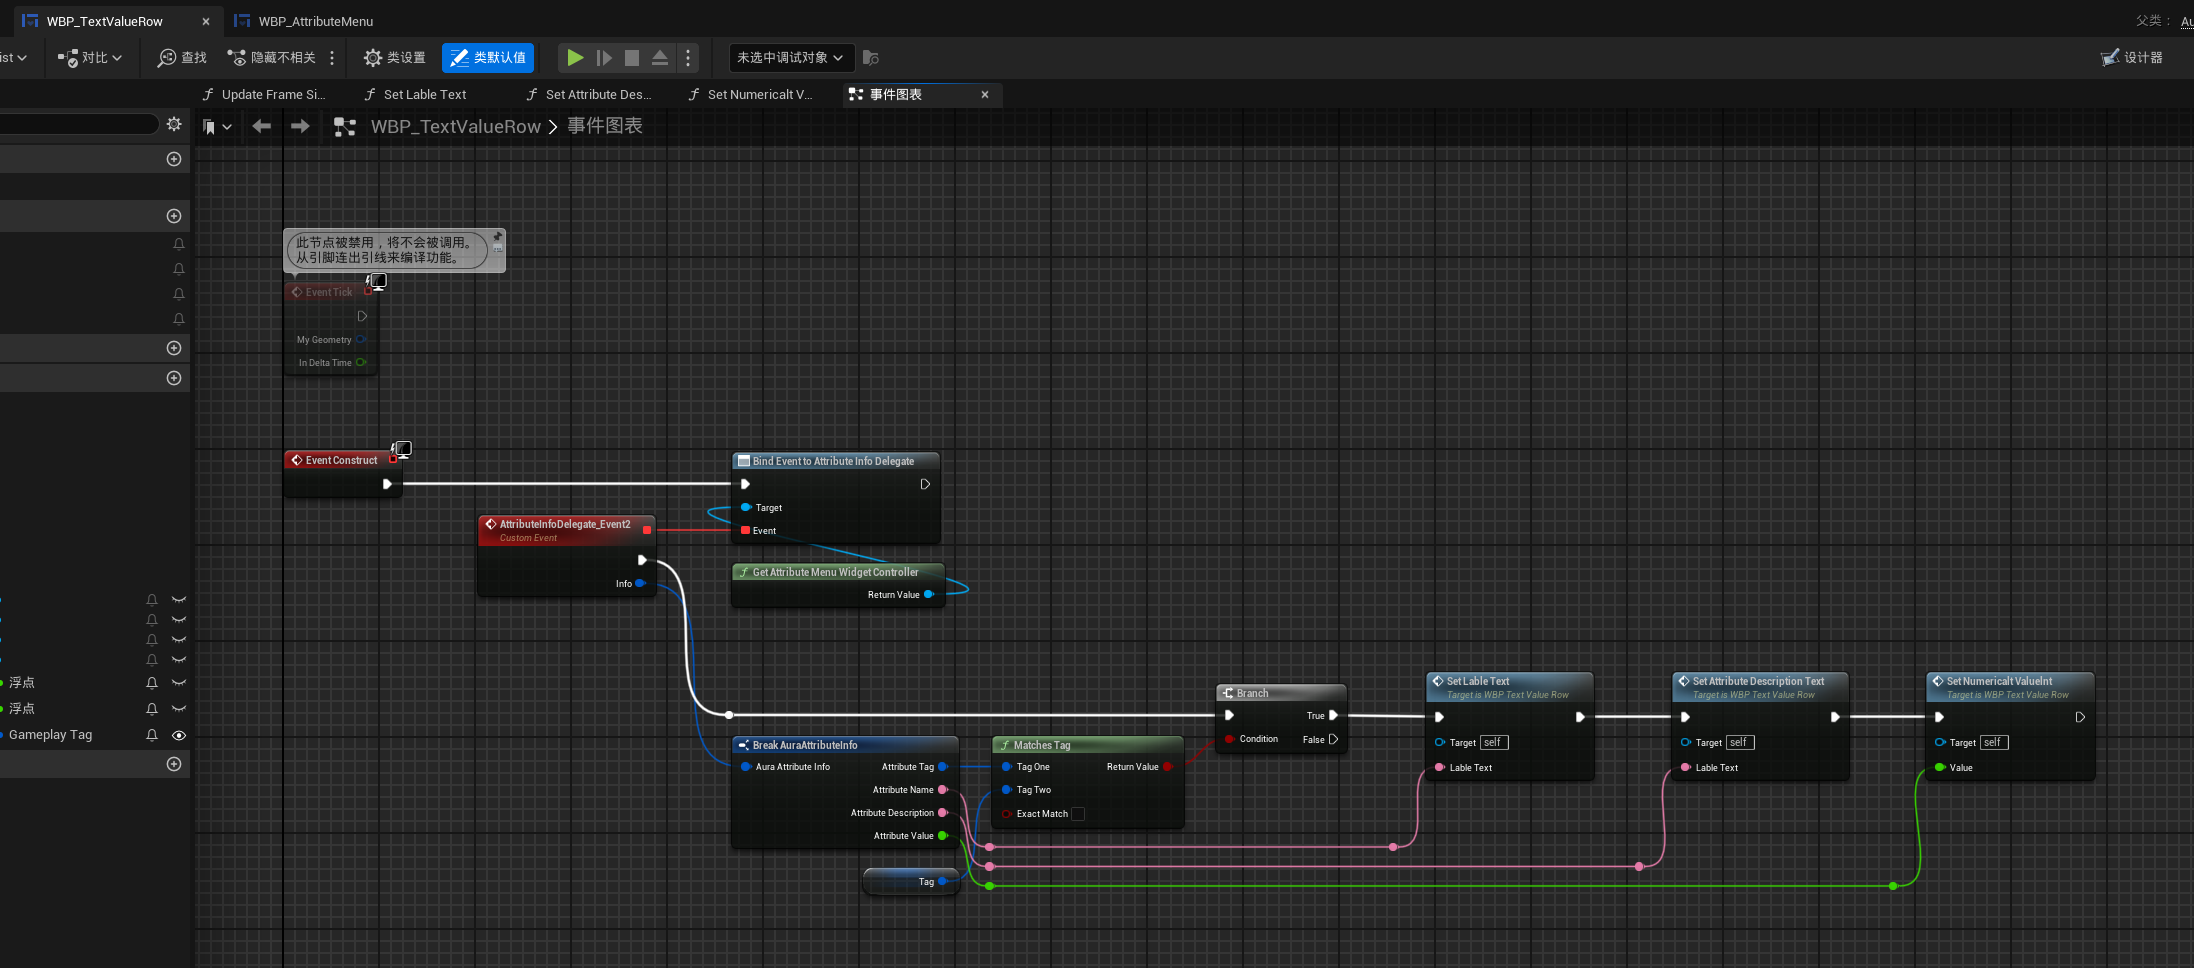 WBP_TextValueRow
WBP_AttributeMenu
父类：
Au
ist
对比
查找
隐藏不相关
类设置
类默认值
未选中调试对象
设计器
Update Frame Si...
Set Lable Text
Set Attribute Des...
Set Numericalt V...
事件图表
WBP_TextValueRow > 事件图表
此节点被禁用，将不会被调用。
从引脚连出引线来编译功能。
Event Tick
My Geometry
In Delta Time
Event Construct
Bind Event to Attribute Info Delegate
Target
Event
AttributeInfoDelegate_Event2
Custom Event
Info
Get Attribute Menu Widget Controller
Return Value
浮点
浮点
Gameplay Tag
Branch
True
Condition
False
Set Lable Text
Target is WBP Text Value Row
Target self
Lable Text
Set Attribute Description Text
Target is WBP Text Value Row
Target self
Lable Text
Set Numericalt ValueInt
Target is WBP Text Value Row
Target self
Value
Break AuraAttributeInfo
Aura Attribute Info
Attribute Tag
Attribute Name
Attribute Description
Attribute Value
Matches Tag
Tag One
Return Value
Tag Two
Exact Match
Tag